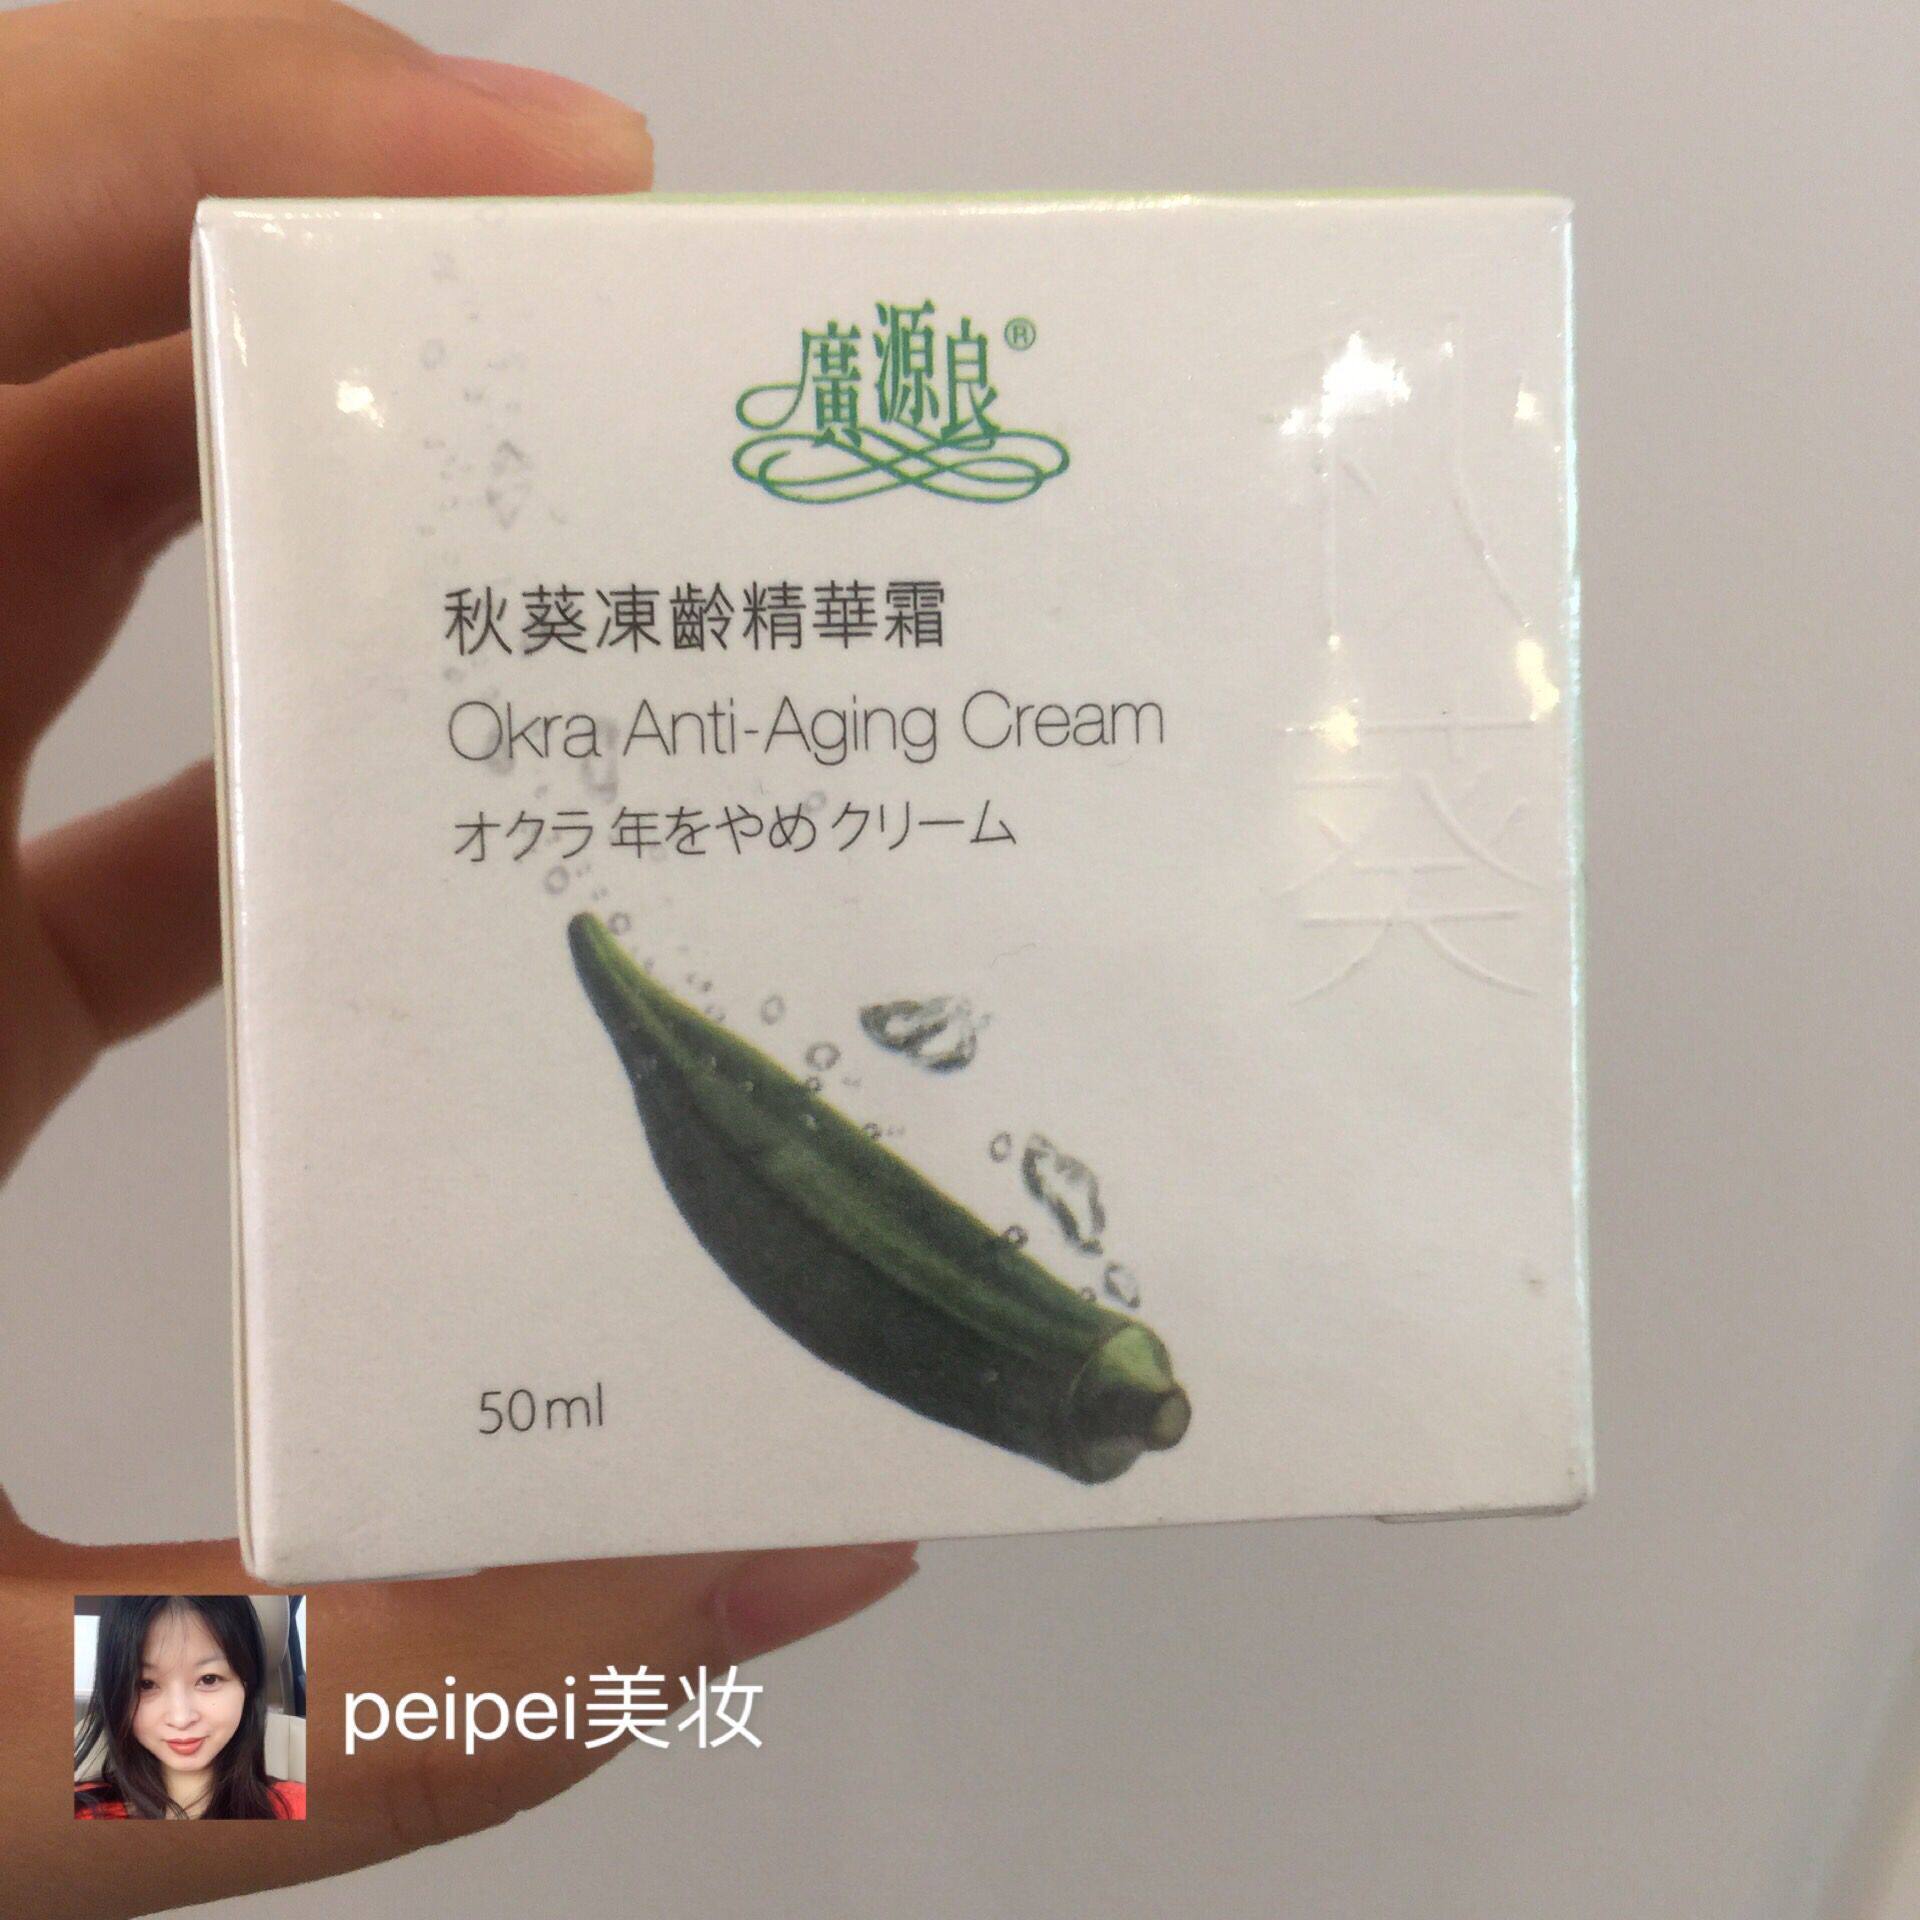 廣源良®
秋葵凍齡精華霜
Okra Anti-Aging Cream
オクラ 年をやめクリーム
50ml
peipei美妆